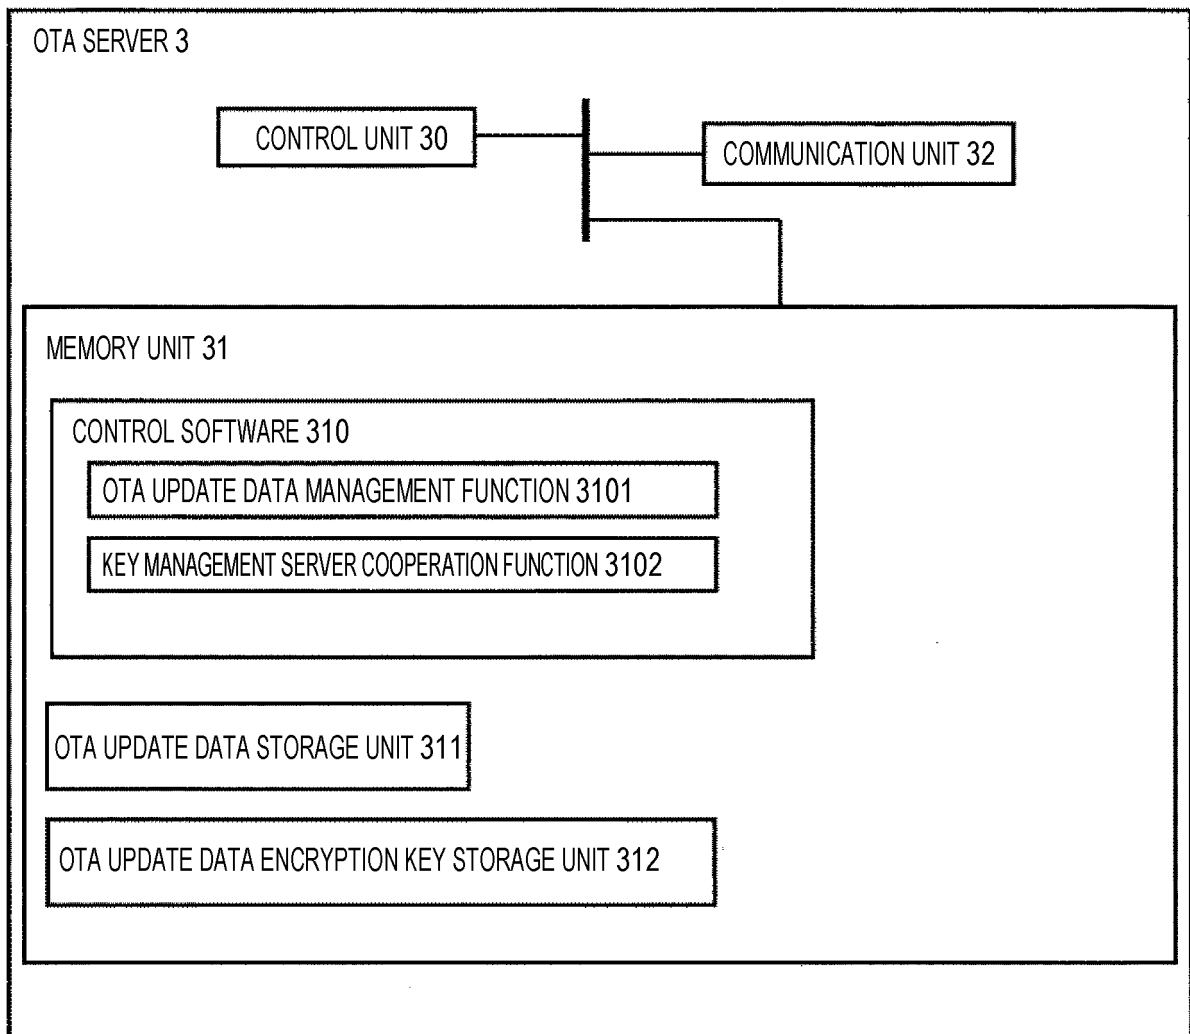 OTA SERVER 3
CONTROL UNIT 30
COMMUNICATION UNIT 32
MEMORY UNIT 31
CONTROL SOFTWARE 310
OTA UPDATE DATA MANAGEMENT FUNCTION 3101
KEY MANAGEMENT SERVER COOPERATION FUNCTION 3102
OTA UPDATE DATA STORAGE UNIT 311
OTA UPDATE DATA ENCRYPTION KEY STORAGE UNIT 312